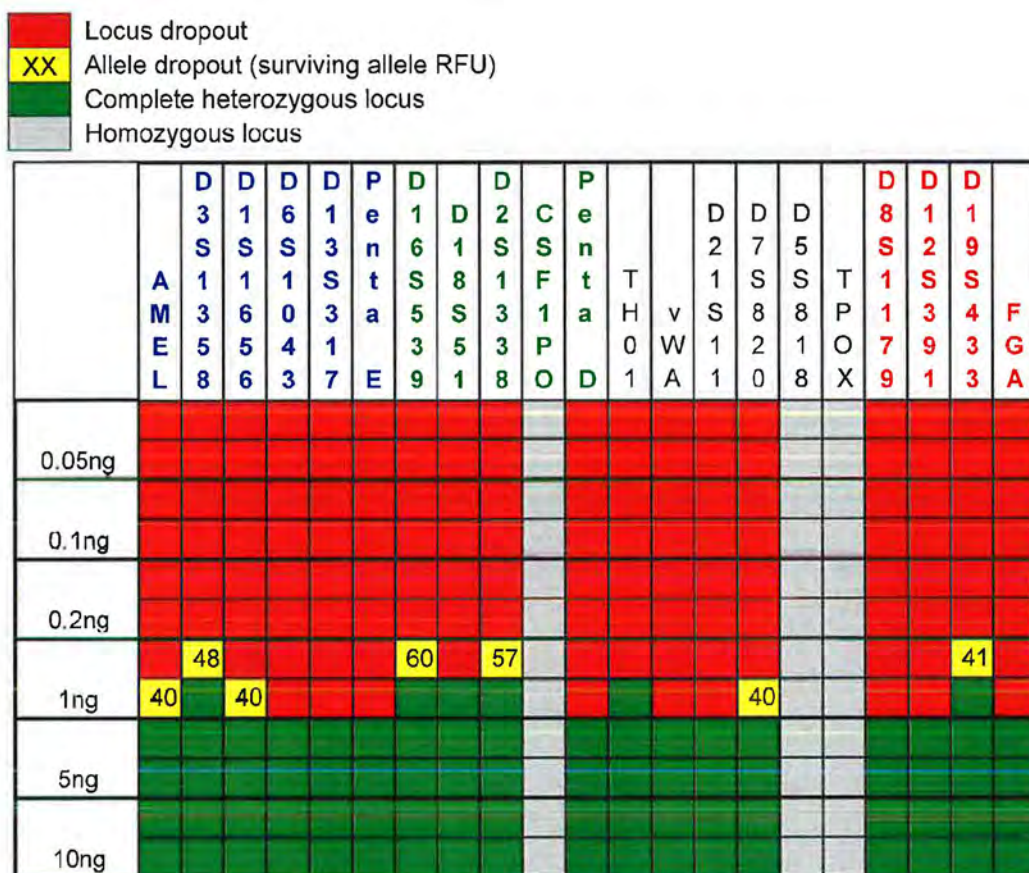 Locus dropout
XX Allele dropout (surviving allele RFU)
Complete heterozygous locus
Homozygous locus
AMEL
D3S1358
D1S1656
D6S1043
D13S317
Penta E
D16S539
D18S51
D2S1338
CSF1PO
Penta D
TH01
vWA
D21S11
D7S820
D5S818
TPOX
D8S1179
D12S391
D19S433
FGA
0.05ng
0.1ng
0.2ng
48 60 57 41
1ng 40 40 40
5ng
10ng